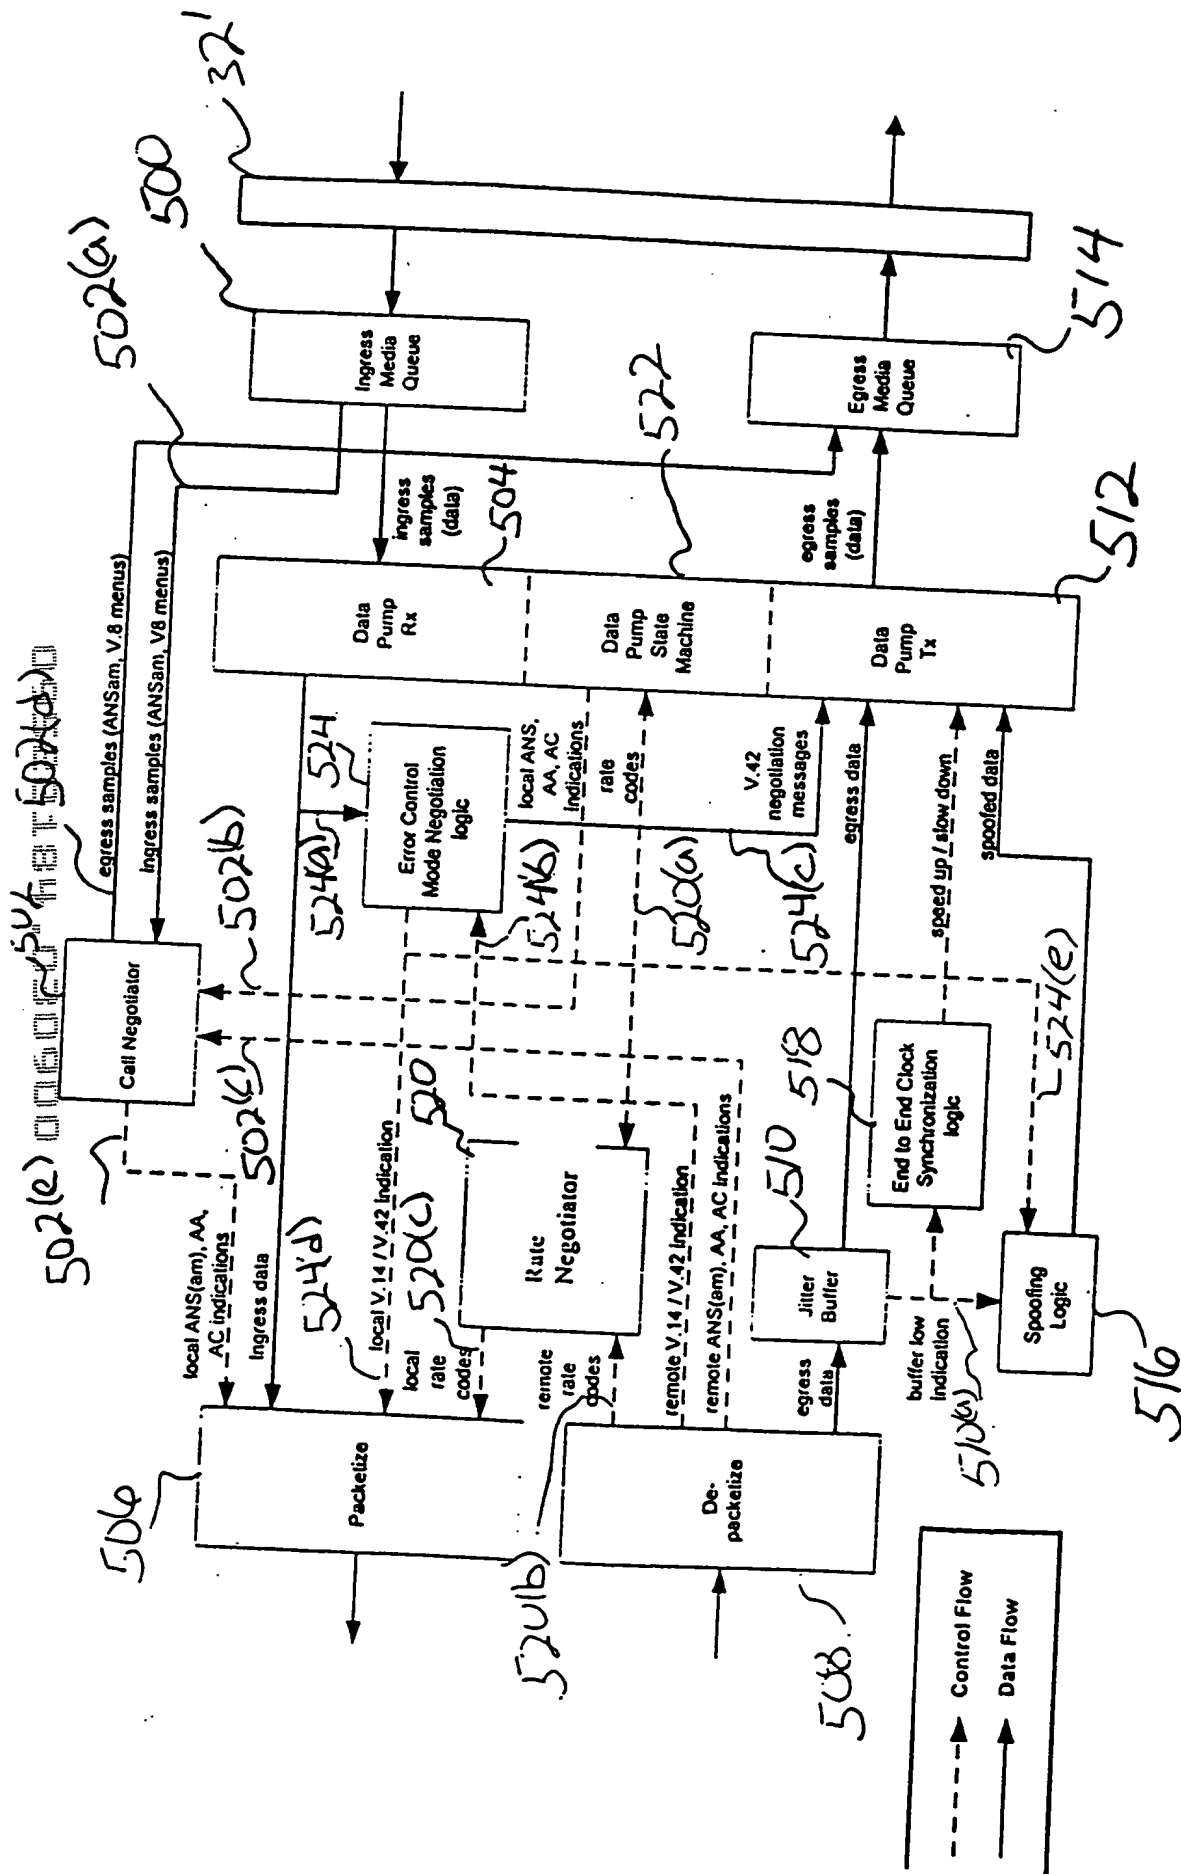 32'
500
502(a)
Ingress
Media
Queue
egress samples (ANSam, V.8 menus)
Ingress samples (ANSam, V8 menus)
502(d)
502
Call Negotiator
502(e)
502(b)
502(c)
ingress
samples
(data)
504
Data
Pump
Rx
522
Data
Pump
State
Machine
Data
Pump
Tx
512
egress
samples
(data)
Egress
Media
Queue
514
524
524(a)
Error Control
Mode Negotiation
logic
local ANS,
AA, AC
Indications
rate
codes
V.42
negotiation
messages
524(b)
520(a)
524(c)
egress data
speed up / slow down
spoofed data
local ANS(am), AA,
AC indications
Ingress data
524(d)
local V.14 / V.42 Indication
520(c)
local
rate
codes
520
Rate
Negotiator
remote
rate
codes
520(b)
remote V.14 / V.42 Indication
remote ANS(am), AA, AC Indications
510
egress
data
Jitter
Buffer
518
End to End Clock
Synchronization
logic
524(e)
buffer low
Indication
510(a)
Spoofing
Logic
516
506
Packetize
De-
packetize
508
Control Flow
Data Flow